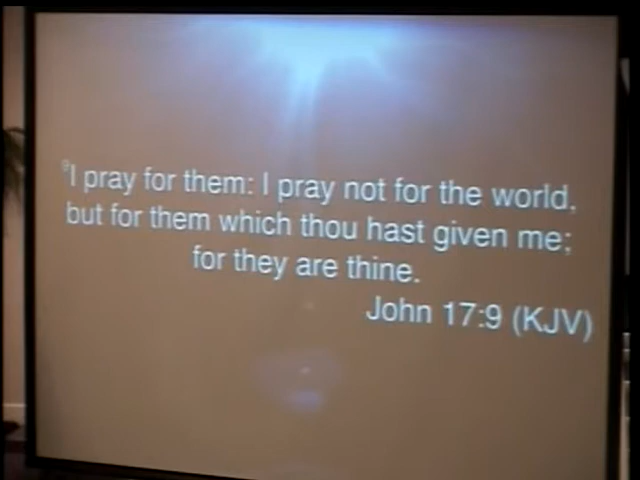 ⁹I pray for them: I pray not for the world,
but for them which thou hast given me;
for they are thine.
John 17:9 (KJV)